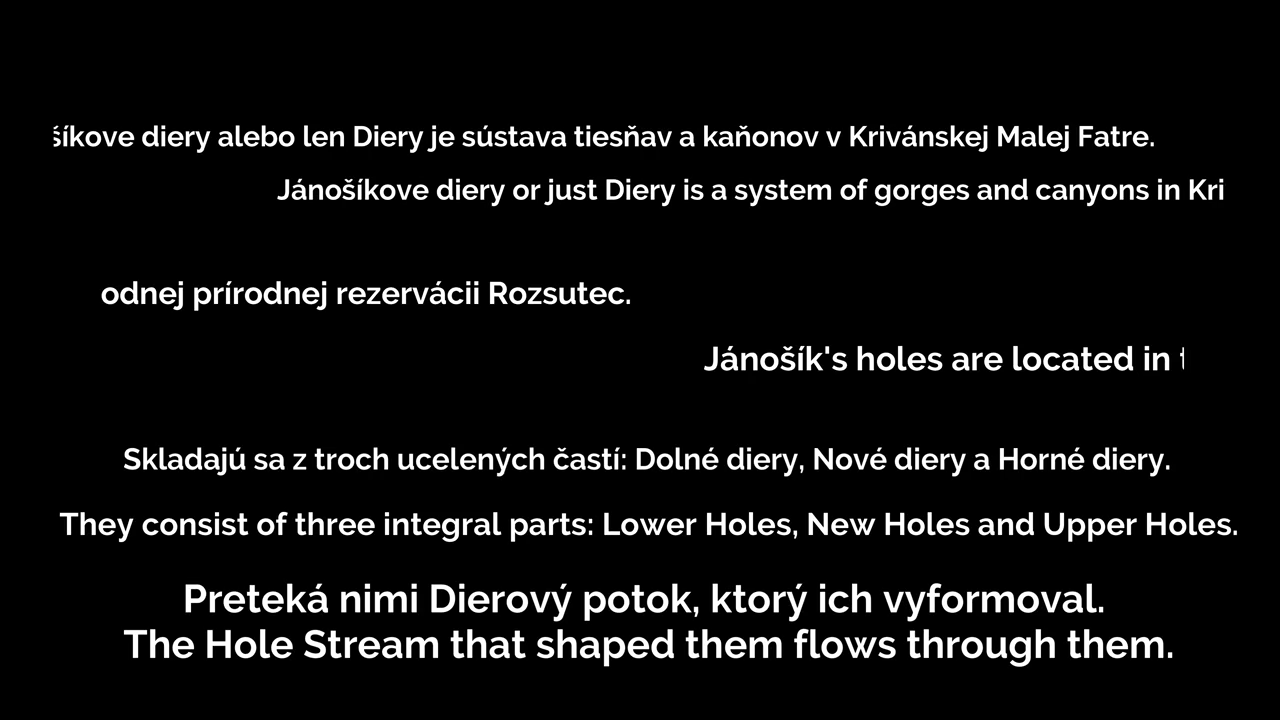 šíkove diery alebo len Diery je sústava tiesňav a kaňonov v Krivánskej Malej Fatre.
Jánošíkove diery or just Diery is a system of gorges and canyons in Kri
odnej prírodnej rezervácii Rozsutec.
Jánošík's holes are located in
Skladajú sa z troch ucelených častí: Dolné diery, Nové diery a Horné diery.
They consist of three integral parts: Lower Holes, New Holes and Upper Holes.
Preteká nimi Dierový potok, ktorý ich vyformoval.
The Hole Stream that shaped them flows through them.